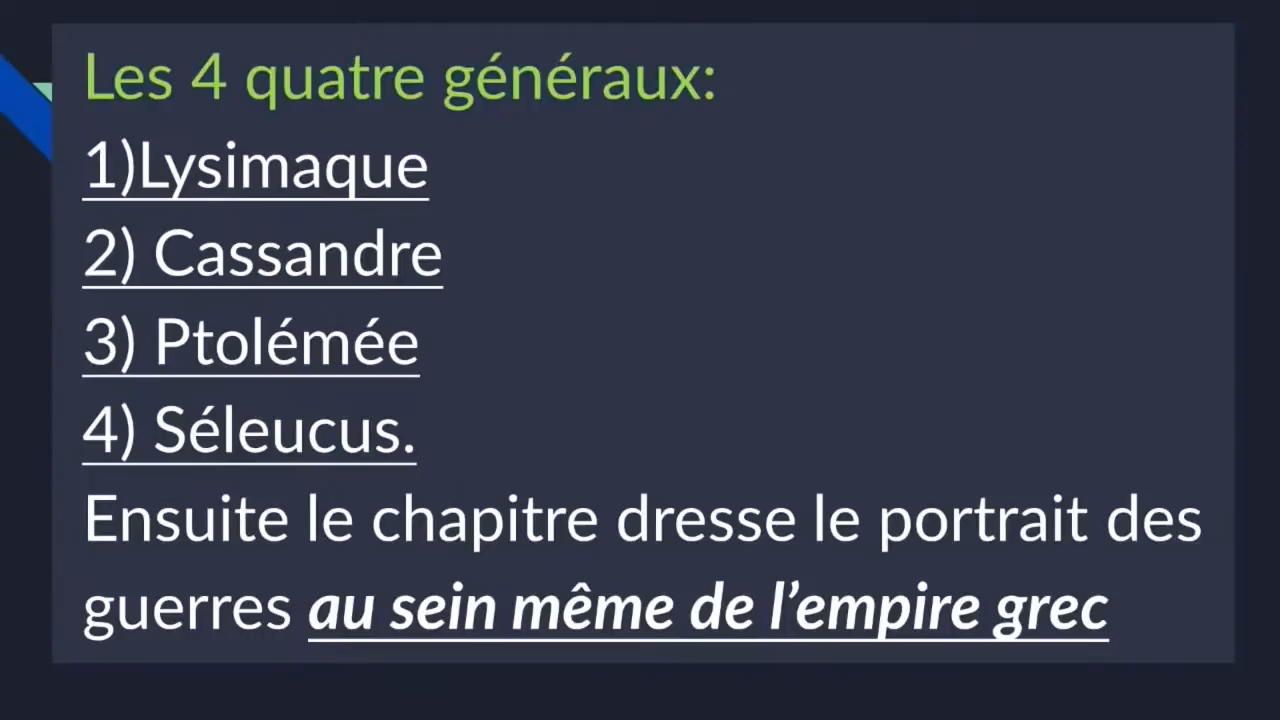 Les 4 quatre généraux:
1)Lysimaque
2) Cassandre
3) Ptolémée
4) Séleucus.
Ensuite le chapitre dresse le portrait des
guerres au sein même de l’empire grec